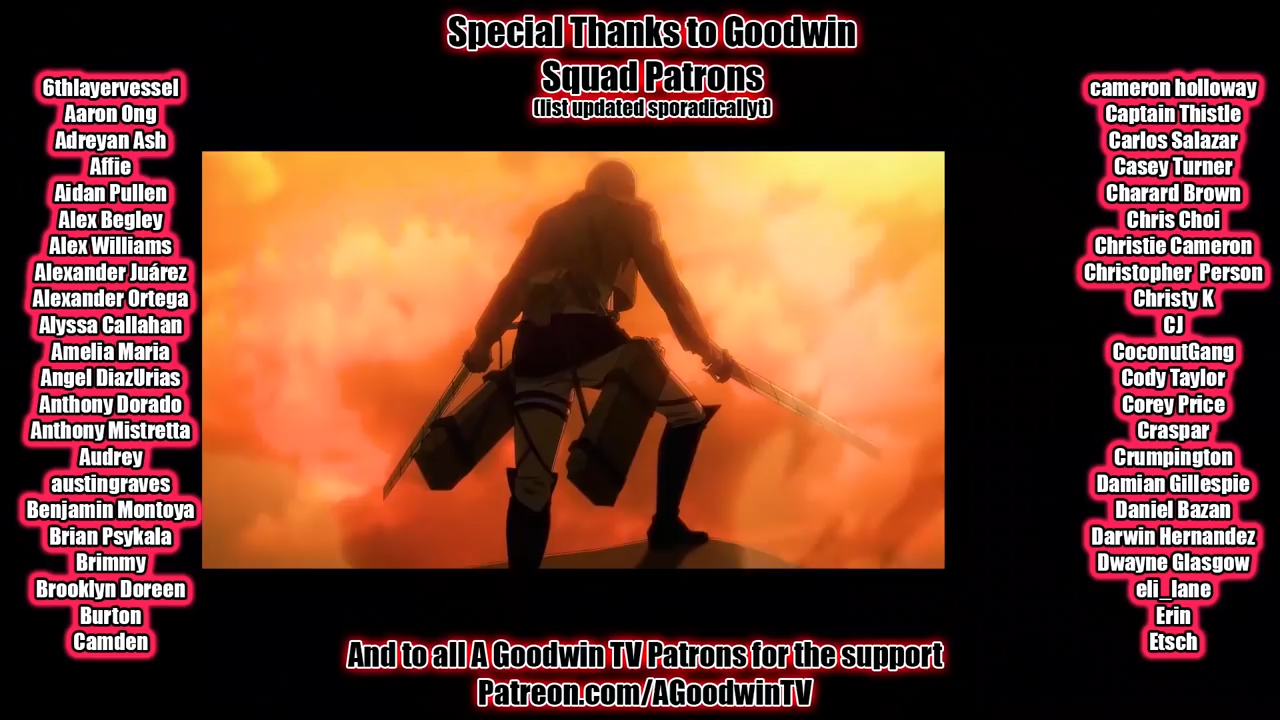 Special Thanks to Goodwin
Squad Patrons
(list updated sporadicallyt)
6thlayervessel
Aaron Ong
Adreyan Ash
Affie
Aidan Pullen
Alex Begley
Alex Williams
Alexander Juárez
Alexander Ortega
Alyssa Callahan
Amelia Maria
Angel DiazUrias
Anthony Dorado
Anthony Mistretta
Audrey
austingraves
Benjamin Montoya
Brian Psykala
Brimmy
Brooklyn Doreen
Burton
Camden
cameron holloway
Captain Thistle
Carlos Salazar
Casey Turner
Charard Brown
Chris Choi
Christie Cameron
Christopher  Person
Christy K
CJ
CoconutGang
Cody Taylor
Corey Price
Craspar
Crumpington
Damian Gillespie
Daniel Bazan
Darwin Hernandez
Dwayne Glasgow
eli_lane
Erin
Etsch
And to all A Goodwin TV Patrons for the support
Patreon.com/AGoodwinTV